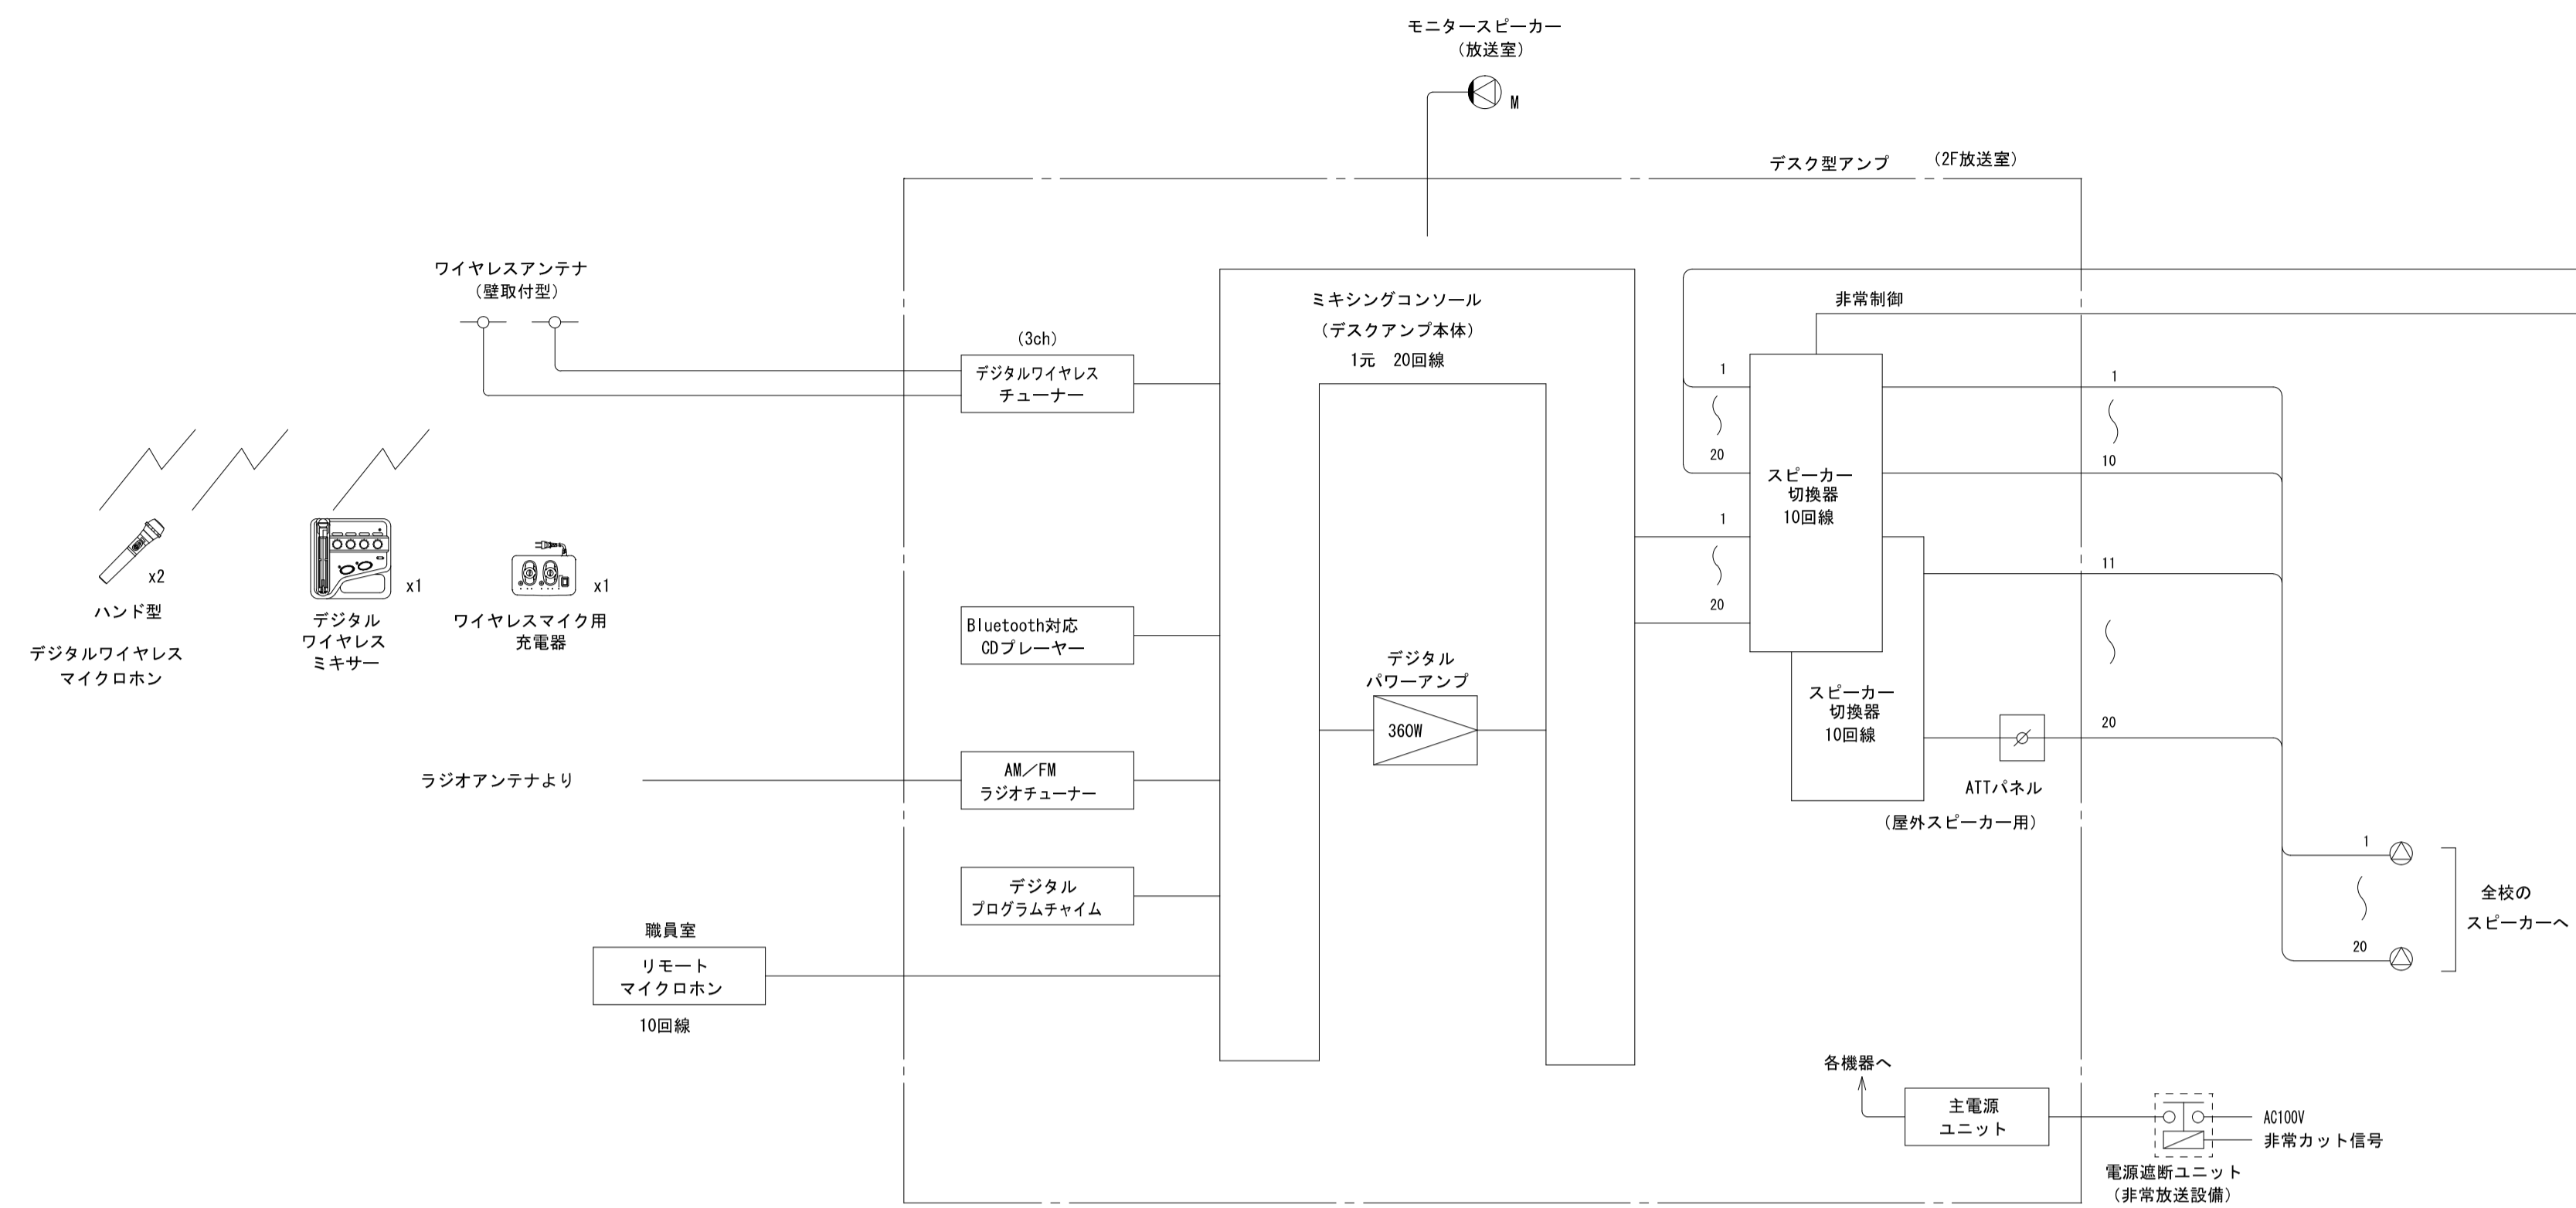 モニタースピーカー
（放送室）
M
デスク型アンプ　（2F放送室）
ワイヤレスアンテナ
（壁取付型）
（3ch）
デジタルワイヤレス
チューナー
ミキシングコンソール
（デスクアンプ本体）
1元　20回線
非常制御
1
20
1
20
スピーカー
切換器
10回線
スピーカー
切換器
10回線
1
10
11
20
ATTパネル
（屋外スピーカー用）
x2
ハンド型
デジタルワイヤレス
マイクロホン
x1
デジタル
ワイヤレス
ミキサー
x1
ワイヤレスマイク用
充電器
Bluetooth対応
CDプレーヤー
デジタル
パワーアンプ
360W
ラジオアンテナより
AM／FM
ラジオチューナー
デジタル
プログラムチャイム
職員室
リモート
マイクロホン
10回線
1
20
全校の
スピーカーへ
各機器へ
主電源
ユニット
AC100V
非常カット信号
電源遮断ユニット
（非常放送設備）